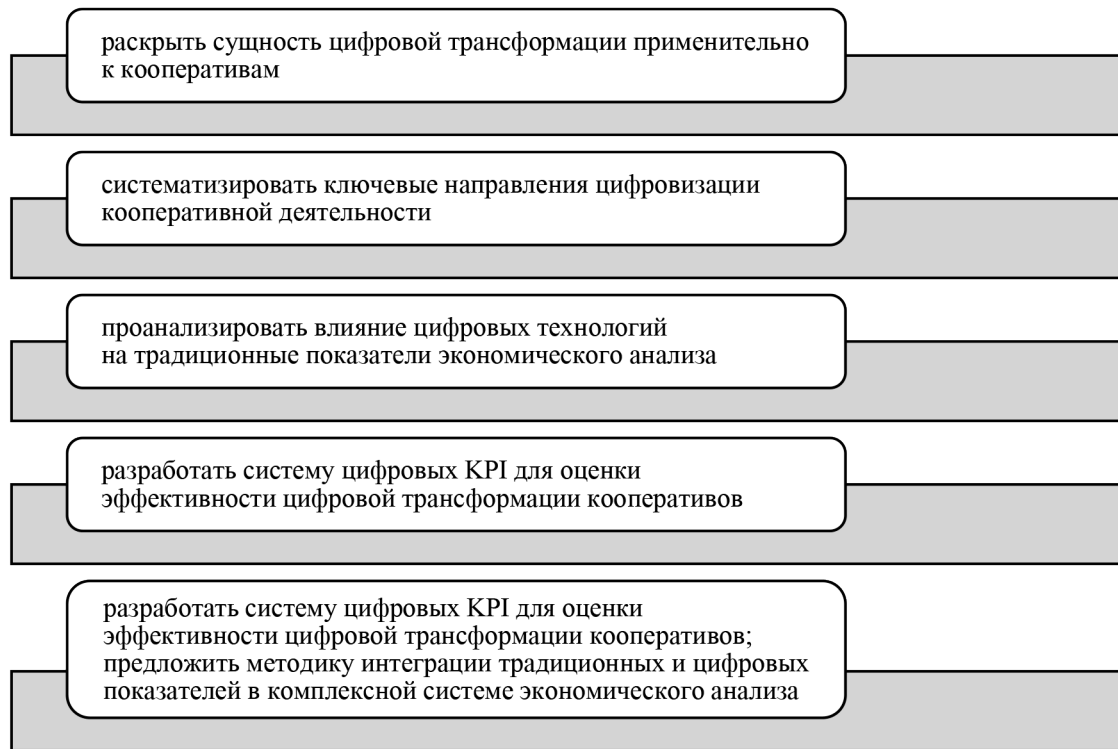 раскрыть сущность цифровой трансформации применительно
к кооперативам
систематизировать ключевые направления цифровизации
кооперативной деятельности
проанализировать влияние цифровых технологий
на традиционные показатели экономического анализа
разработать систему цифровых KPI для оценки
эффективности цифровой трансформации кооперативов
разработать систему цифровых KPI для оценки
эффективности цифровой трансформации кооперативов;
предложить методику интеграции традиционных и цифровых
показателей в комплексной системе экономического анализа